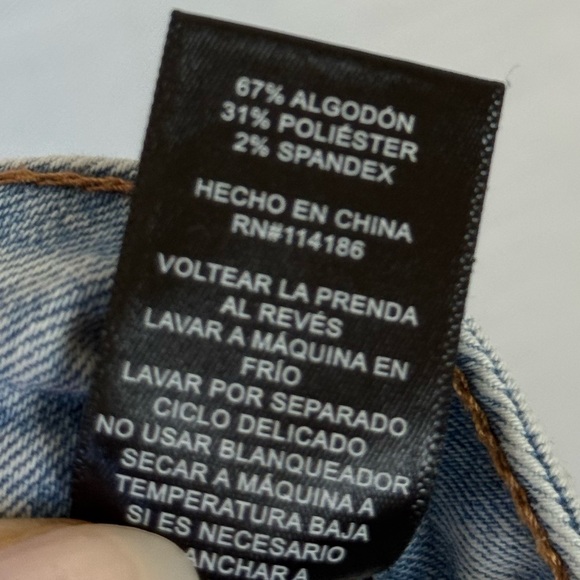 67% ALGODÓN
31% POLIÉSTER
2% SPANDEX
HECHO EN CHINA
RN#114186
VOLTEAR LA PRENDA
AL REVÉS
LAVAR A MÁQUINA EN
FRÍO
LAVAR POR SEPARADO
CICLO DELICADO
NO USAR BLANQUEADOR
SECAR A MÁQUINA A
TEMPERATURA BAJA
SI ES NECESARIO